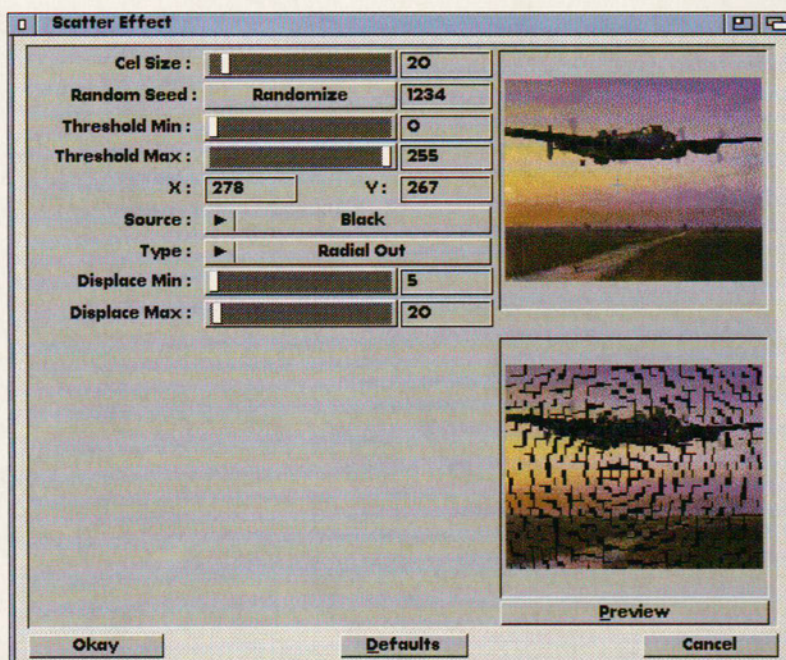 Scatter Effect
Cel Size : 20
Random Seed : Randomize 1234
Threshold Min : 0
Threshold Max : 255
X : 278 Y : 267
Source : Black
Type : Radial Out
Displace Min : 5
Displace Max : 20
Preview
Okay Defaults Cancel